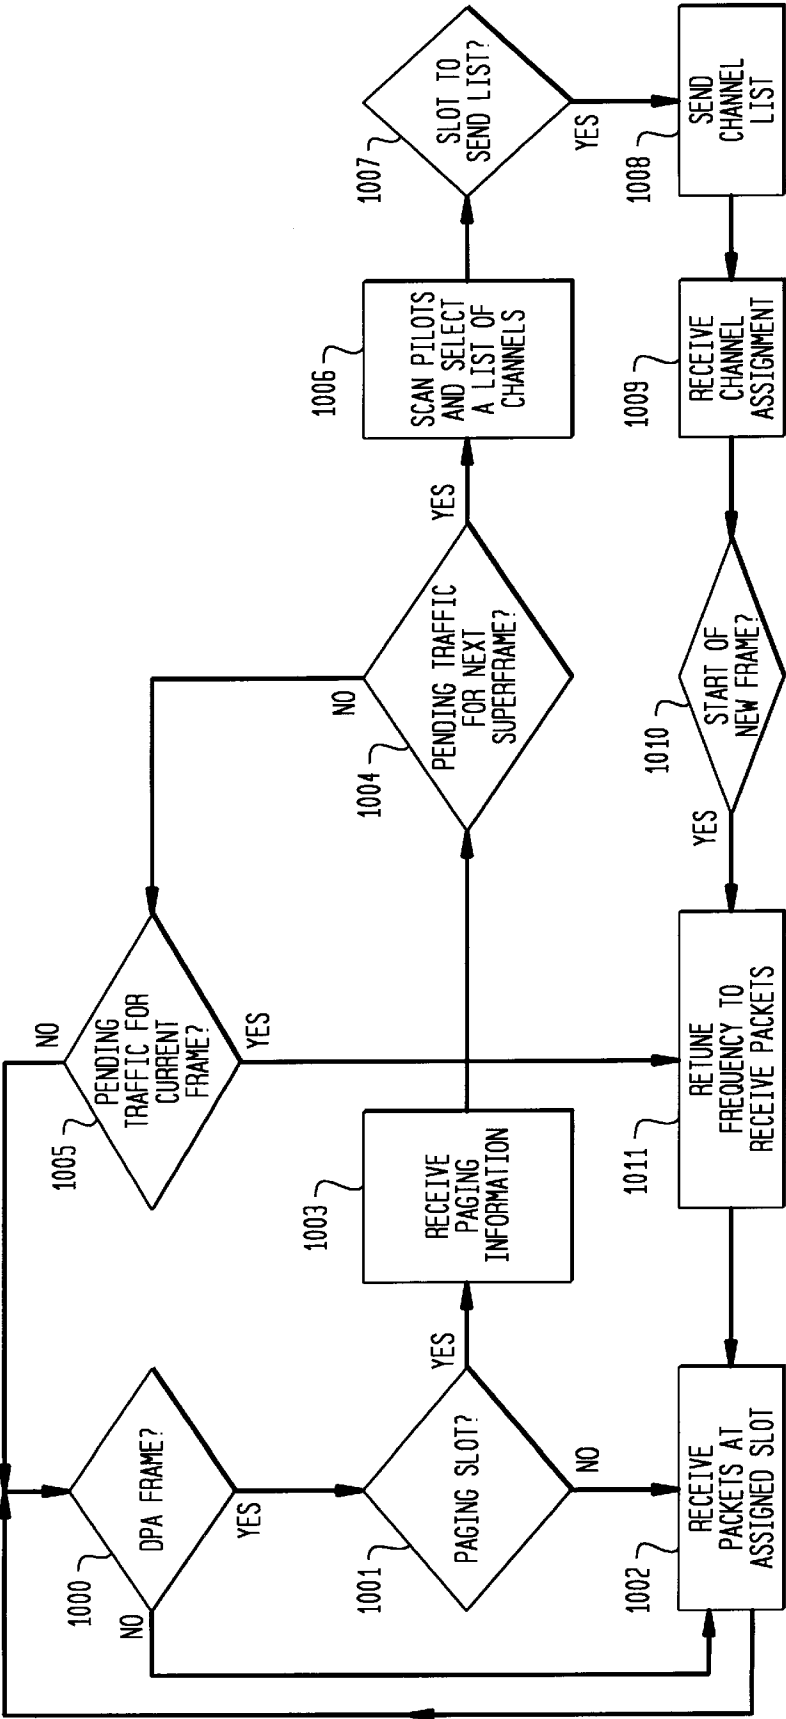 1000
DPA FRAME?
NO
YES
1001
PAGING SLOT?
YES
NO
1002
RECEIVE
PACKETS AT
ASSIGNED SLOT
1003
RECEIVE
PAGING
INFORMATION
1004
PENDING TRAFFIC
FOR NEXT
SUPERFRAME?
NO
YES
1005
PENDING
TRAFFIC FOR
CURRENT
FRAME?
NO
YES
1006
SCAN PILOTS
AND SELECT
A LIST OF
CHANNELS
1007
SLOT TO
SEND LIST?
YES
1008
SEND
CHANNEL
LIST
1009
RECEIVE
CHANNEL
ASSIGNMENT
1010
START OF
NEW FRAME?
YES
1011
RETUNE
FREQUENCY TO
RECEIVE PACKETS